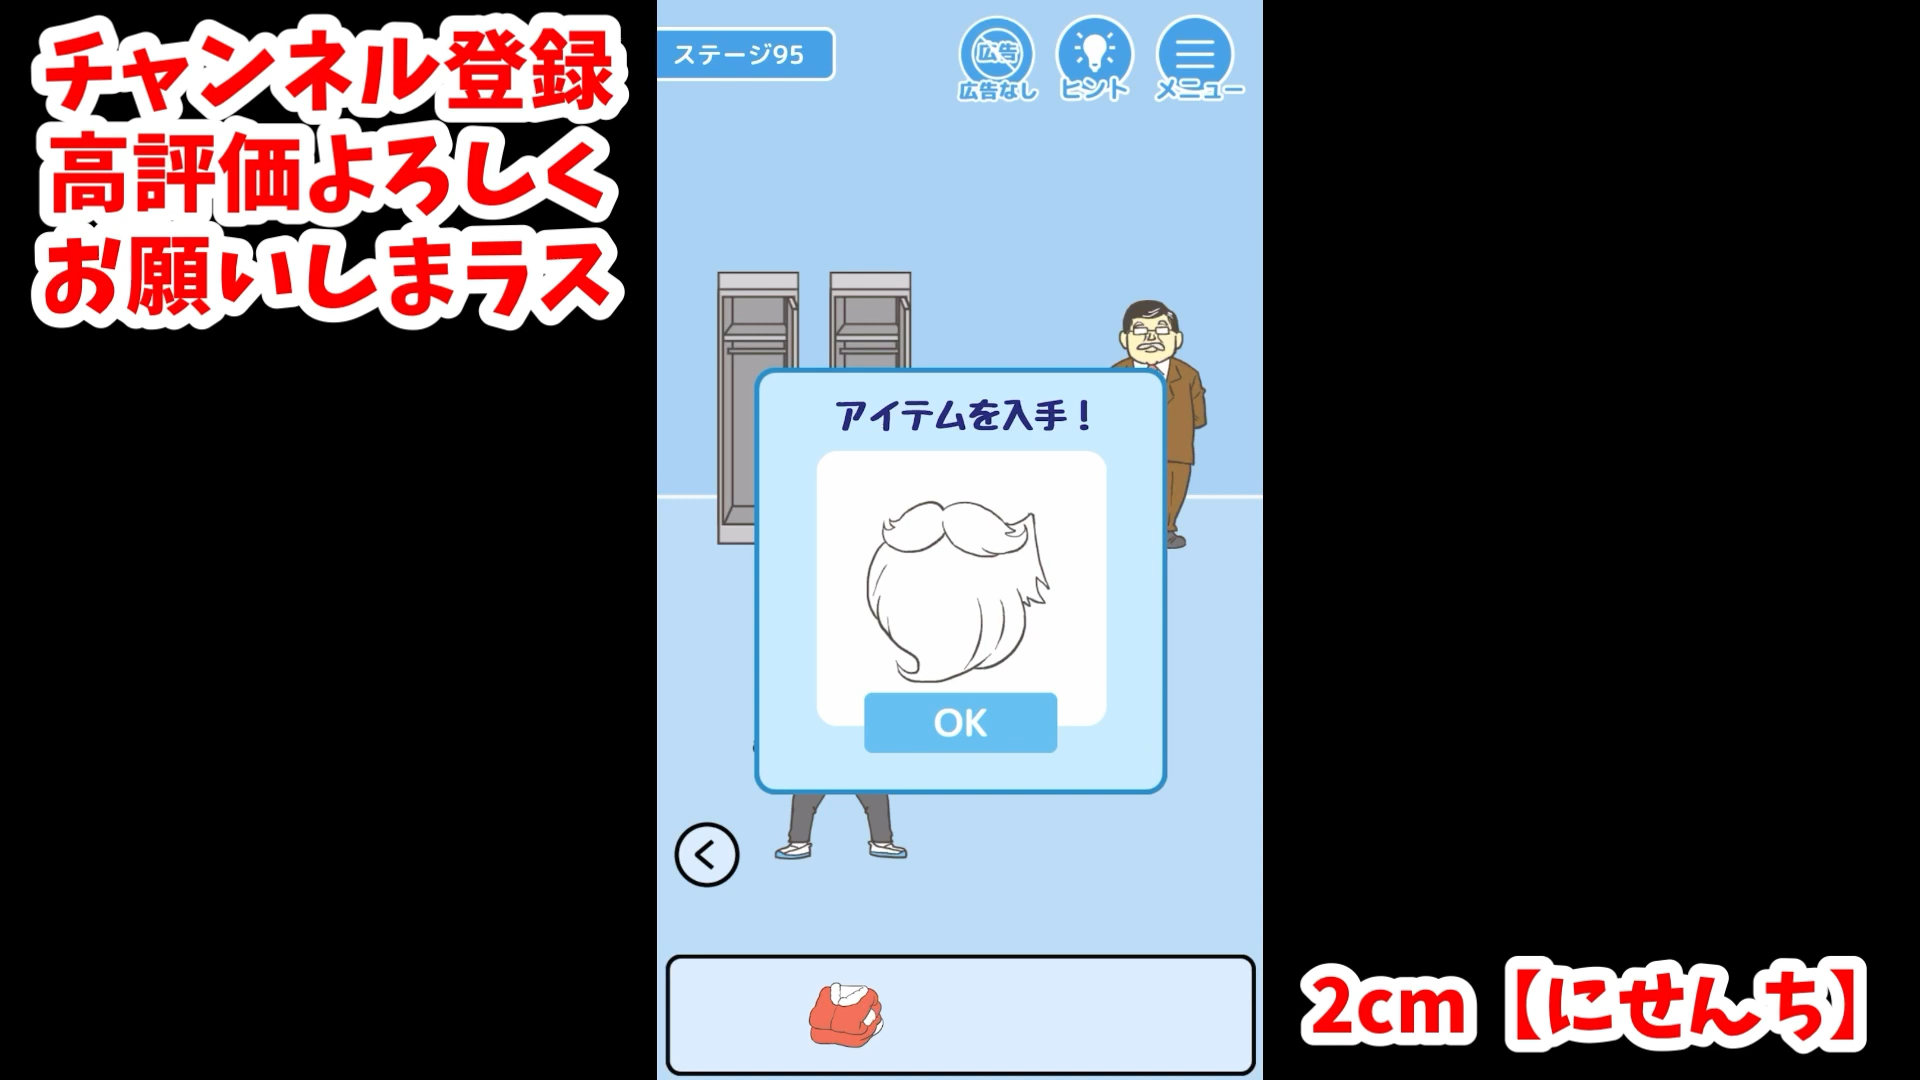 チャンネル登録
高評価よろしく
お願いしまラス
ステージ95
広告
広告なし
ヒント
メニュー
アイテムを入手！
OK
2cm【にせんち】